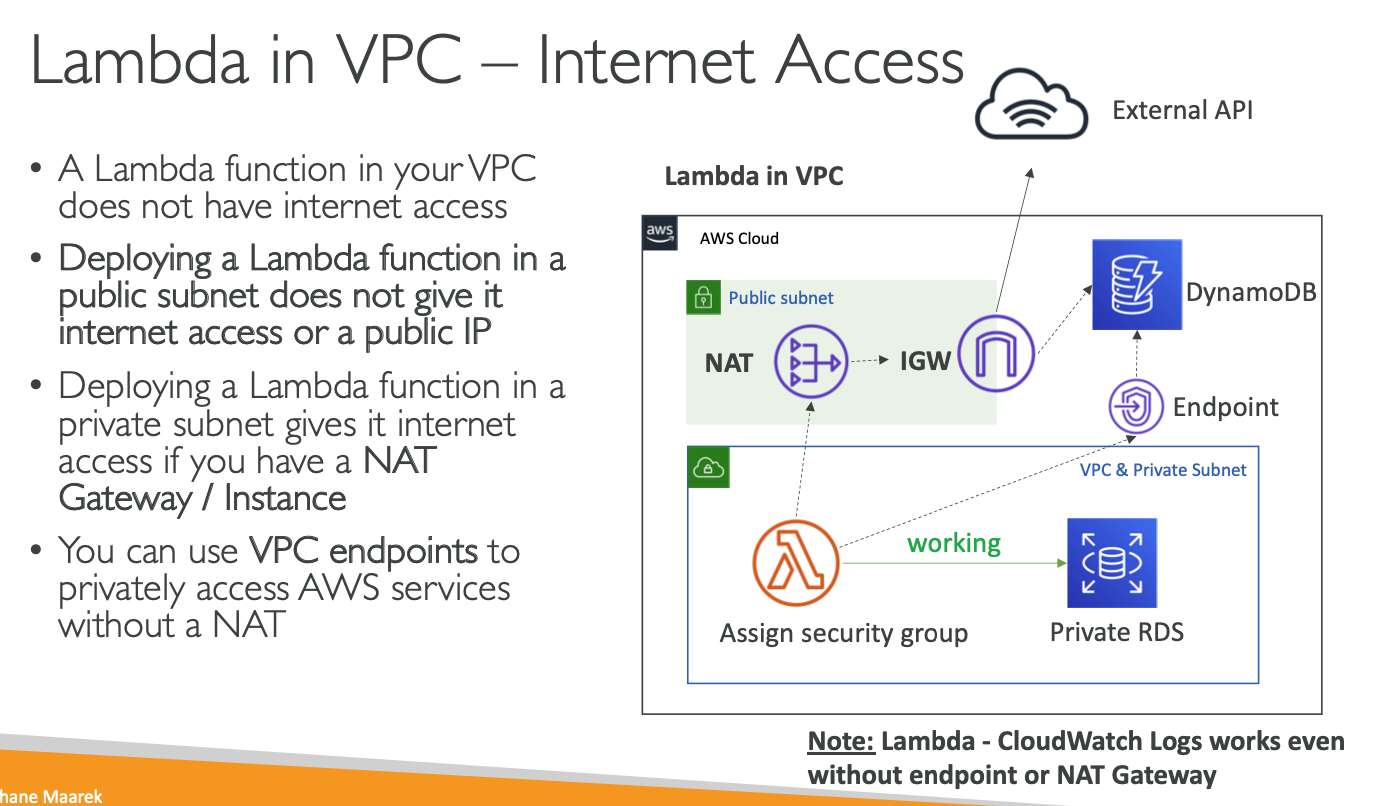 Lambda in VPC – Internet Access
• A Lambda function in your VPC
does not have internet access
• Deploying a Lambda function in a
public subnet does not give it
internet access or a public IP
• Deploying a Lambda function in a
private subnet gives it internet
access if you have a NAT
Gateway / Instance
• You can use VPC endpoints to
privately access AWS services
without a NAT
External API
Lambda in VPC
aws
AWS Cloud
Public subnet
NAT
IGW
DynamoDB
Endpoint
VPC & Private Subnet
working
Assign security group
Private RDS
Note: Lambda - CloudWatch Logs works even
without endpoint or NAT Gateway
hane Maarek